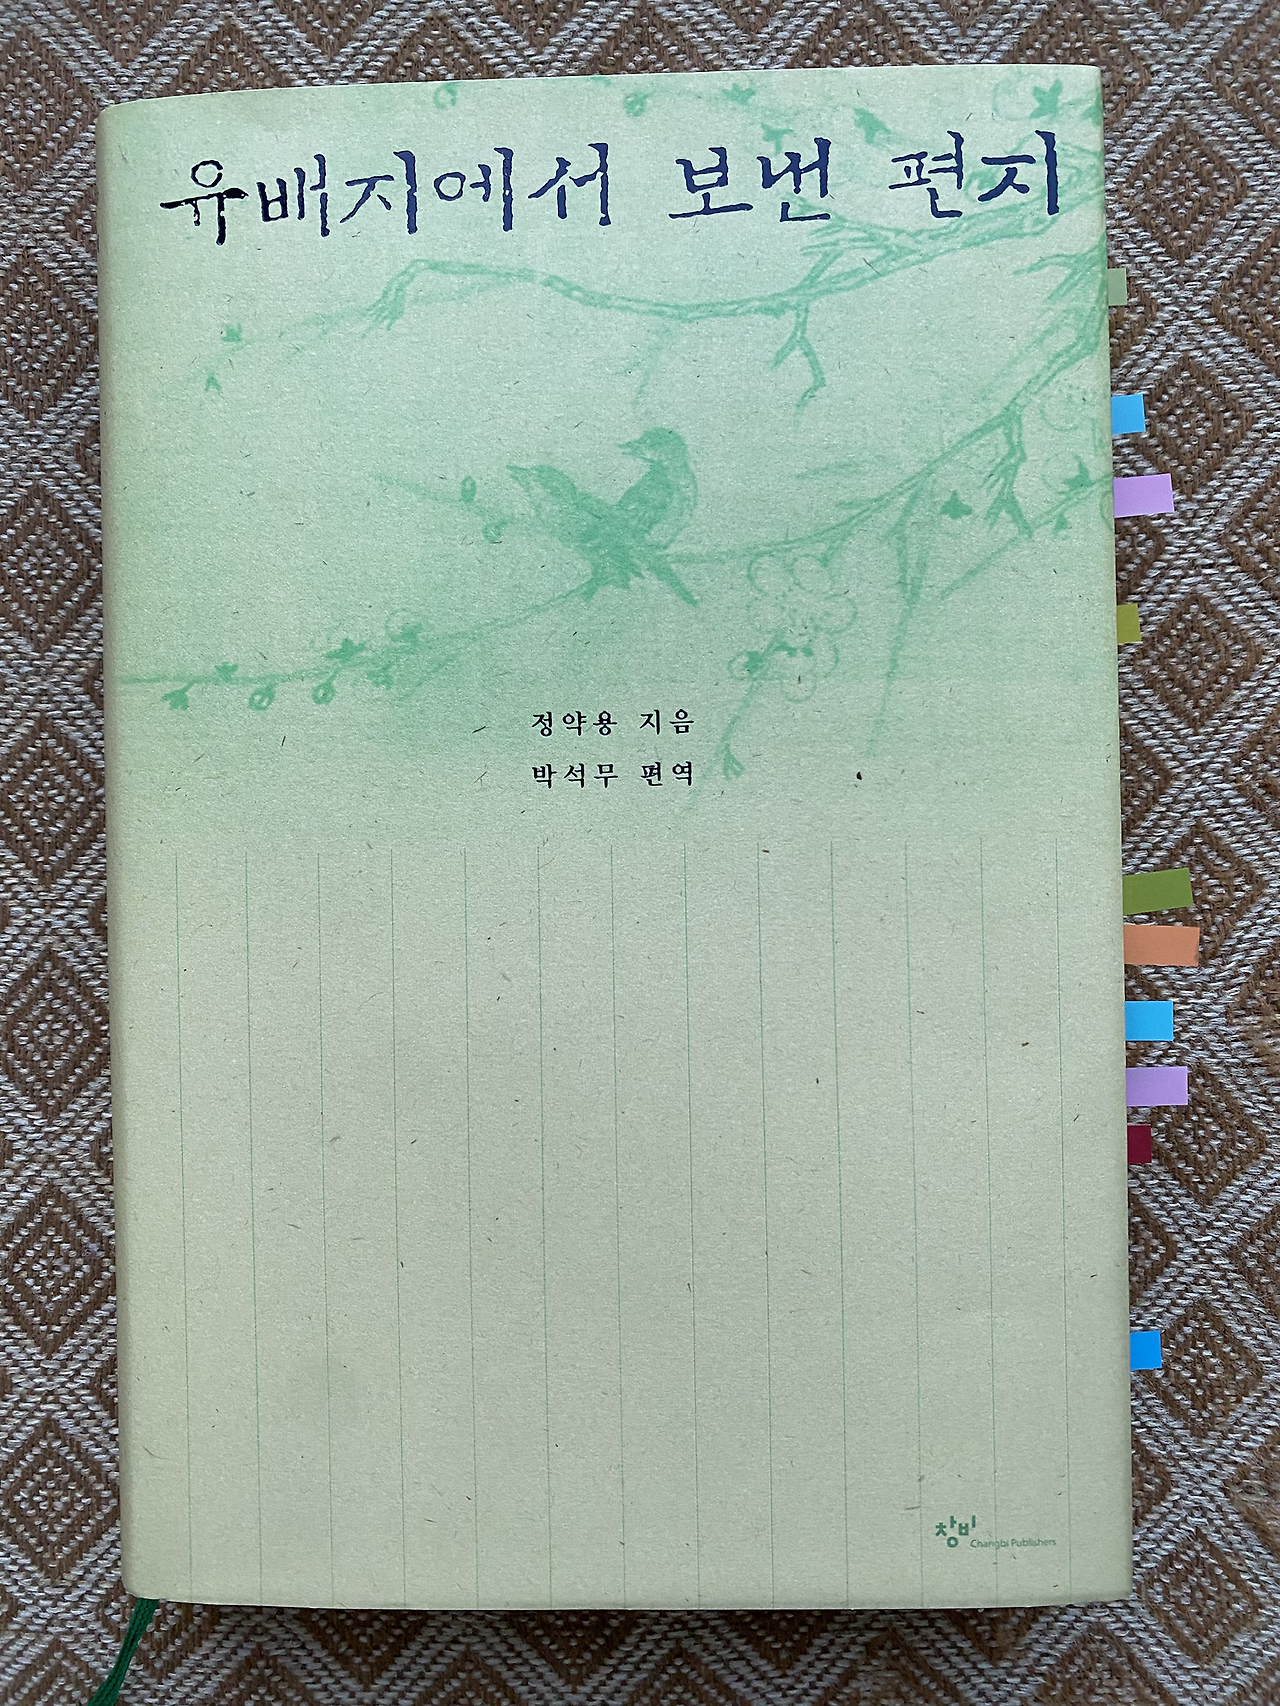 유배지에서 보낸 편지
정약용 지음
박석무 편역
창비 Changbi Publishers